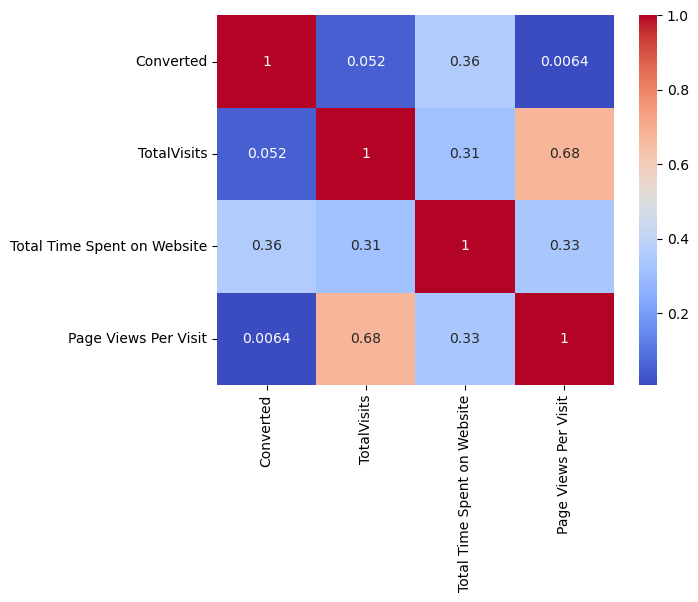 Converted 1 0.052 0.36 0.0064
TotalVisits 0.052 1 0.31 0.68
Total Time Spent on Website 0.36 0.31 1 0.33
Page Views Per Visit 0.0064 0.68 0.33 1
Converted
TotalVisits
Total Time Spent on Website
Page Views Per Visit
1.0
0.8
0.6
0.4
0.2